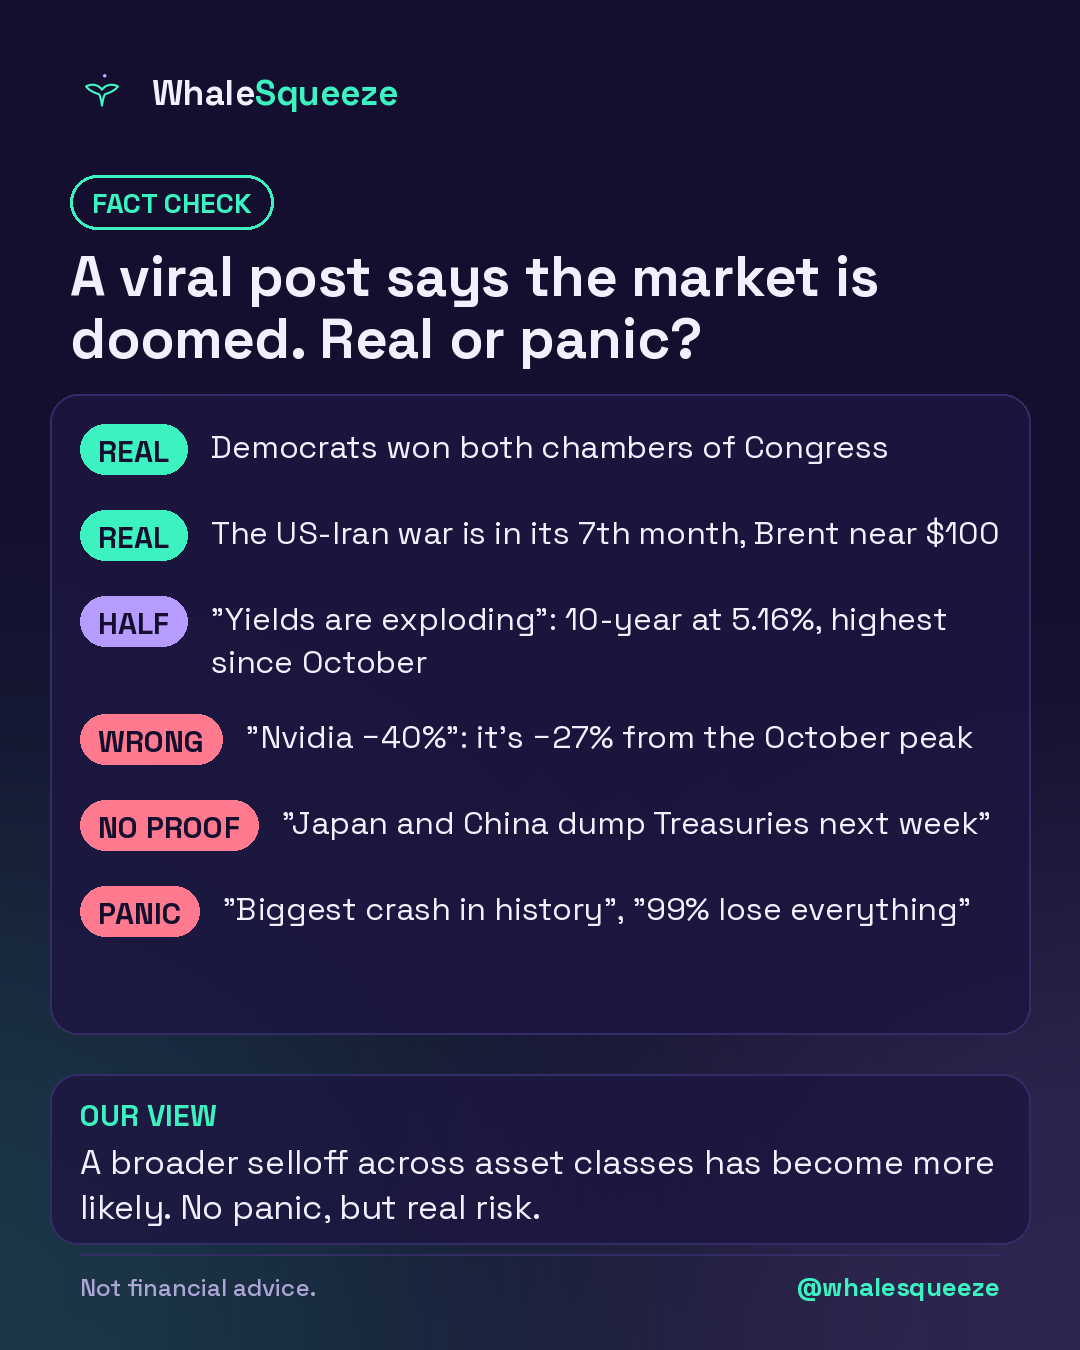 WhaleSqueeze
FACT CHECK
A viral post says the market is
doomed. Real or panic?
REAL Democrats won both chambers of Congress
REAL The US-Iran war is in its 7th month, Brent near $100
HALF ”Yields are exploding”: 10-year at 5.16%, highest
since October
WRONG ”Nvidia −40%”: it’s −27% from the October peak
NO PROOF ”Japan and China dump Treasuries next week”
PANIC ”Biggest crash in history”, ”99% lose everything”
OUR VIEW
A broader selloff across asset classes has become more
likely. No panic, but real risk.
Not financial advice.
@whalesqueeze